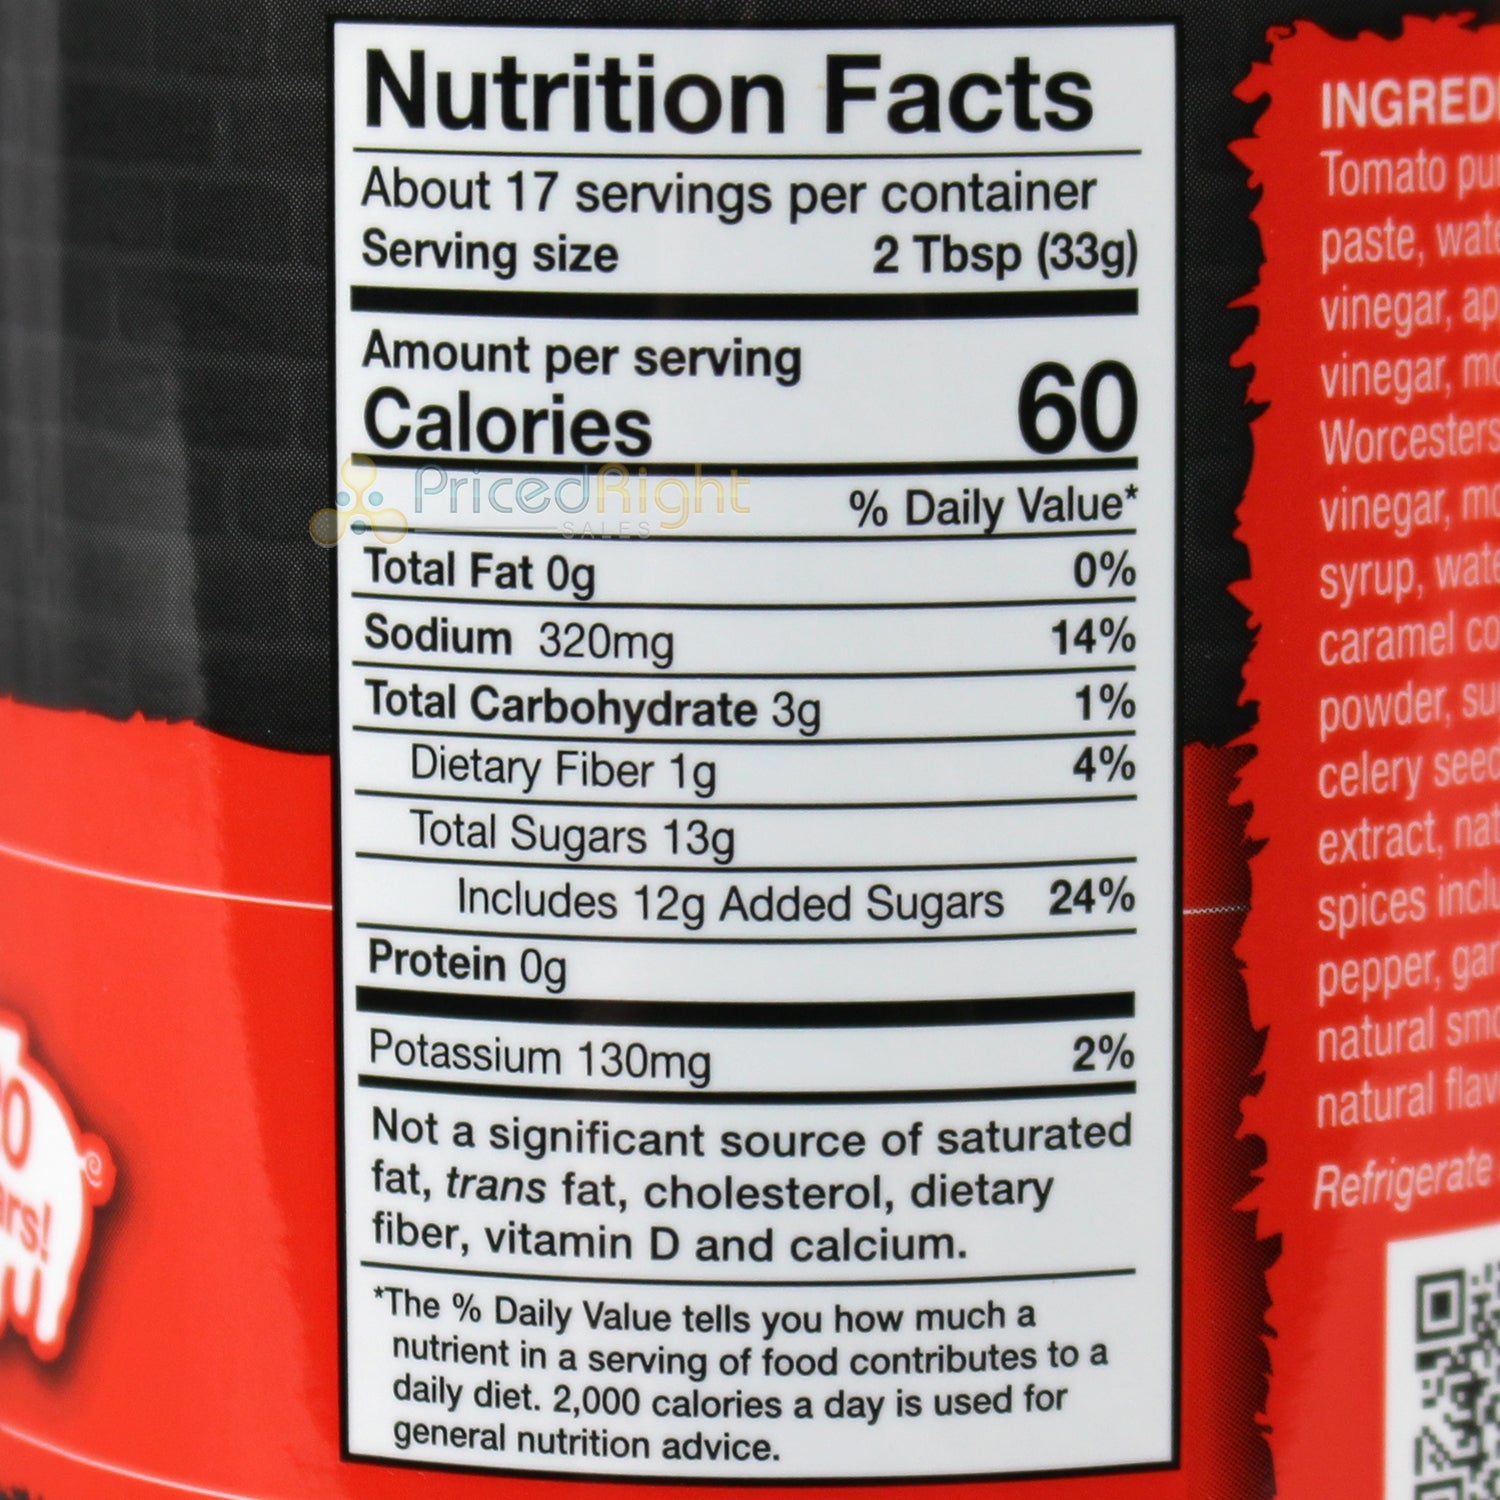 Nutrition Facts
About 17 servings per container
Serving size 2 Tbsp (33g)
Amount per serving
Calories 60
PricedRight
SALES
% Daily Value*
Total Fat 0g 0%
Sodium 320mg 14%
Total Carbohydrate 3g 1%
Dietary Fiber 1g 4%
Total Sugars 13g
Includes 12g Added Sugars 24%
Protein 0g
Potassium 130mg 2%
Not a significant source of saturated
fat, trans fat, cholesterol, dietary
fiber, vitamin D and calcium.
*The % Daily Value tells you how much a
nutrient in a serving of food contributes to a
daily diet. 2,000 calories a day is used for
general nutrition advice.
Tomato
paste,
vinegar,
vinegar,
vinegar,
syrup,
caramel
powder,
celery
extract,
spices
pepper,
natural
natural
Refrigerate